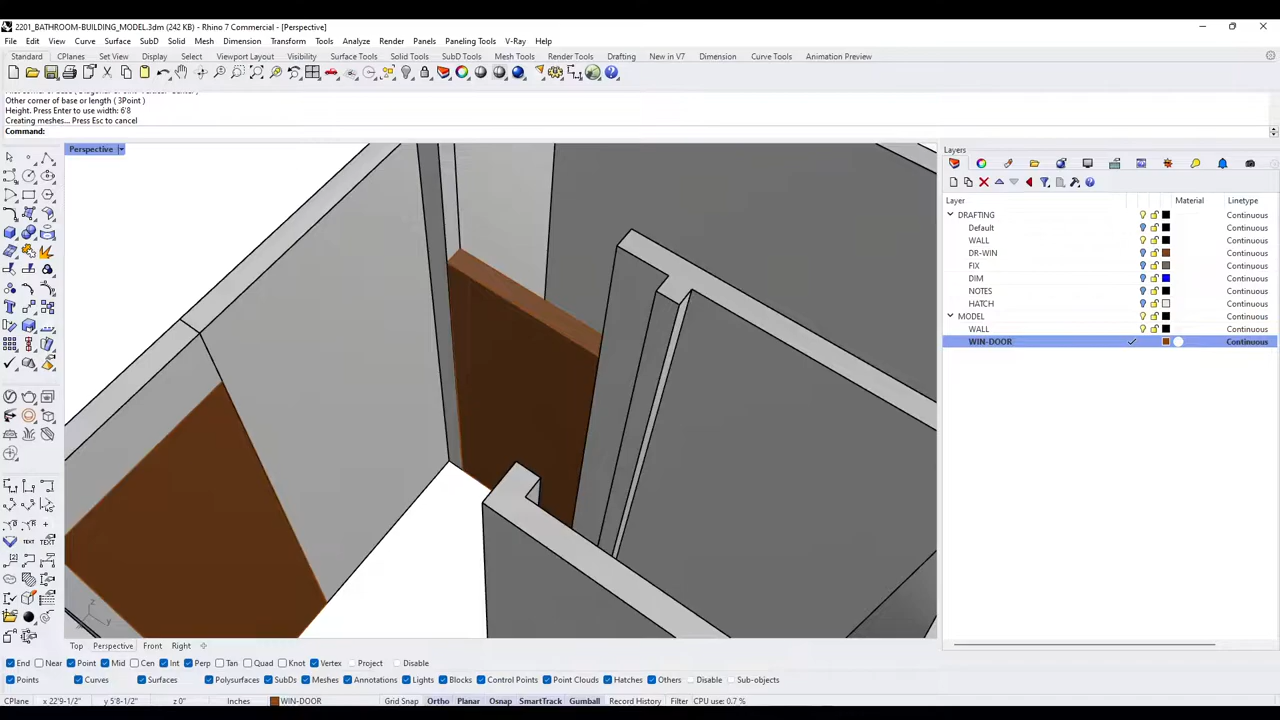 2201_BATHROOM-BUILDING_MODEL.3dm (242 KB) - Rhino 7 Commercial - [Perspective]
File Edit View Curve Surface SubD Solid Mesh Dimension Transform Tools Analyze Render Panels Paneling Tools V-Ray Help
Standard CPlanes Set View Display Select Viewport Layout Visibility Transform Curve Tools Surface Tools Solid Tools SubD Tools Mesh Tools Render Tools Drafting New in V7 Dimension Curve Tools Animation Preview
Other corner of base or length ( 3Point )
Height. Press Enter to use width: 6'8
Creating meshes... Press Esc to cancel
Command:
Perspective
Layers
Layer Material Linetype
DRAFTING Continuous
Default Continuous
WALL Continuous
DR-WIN Continuous
FIX Continuous
DIM Continuous
NOTES Continuous
HATCH Continuous
MODEL Continuous
WALL Continuous
WIN-DOOR Continuous
z
y
Top Perspective Front Right
End Near Point Mid Cen Int Perp Tan Quad Knot Vertex Project Disable
Points Curves Surfaces Polysurfaces SubDs Meshes Annotations Lights Blocks Control Points Point Clouds Hatches Others Disable Sub-objects
CPlane x 22'9-1/2" y 5'8-1/2" z 0" Inches WIN-DOOR Grid Snap Ortho Planar Osnap SmartTrack Gumball Record History Filter CPU use: 0.7 %